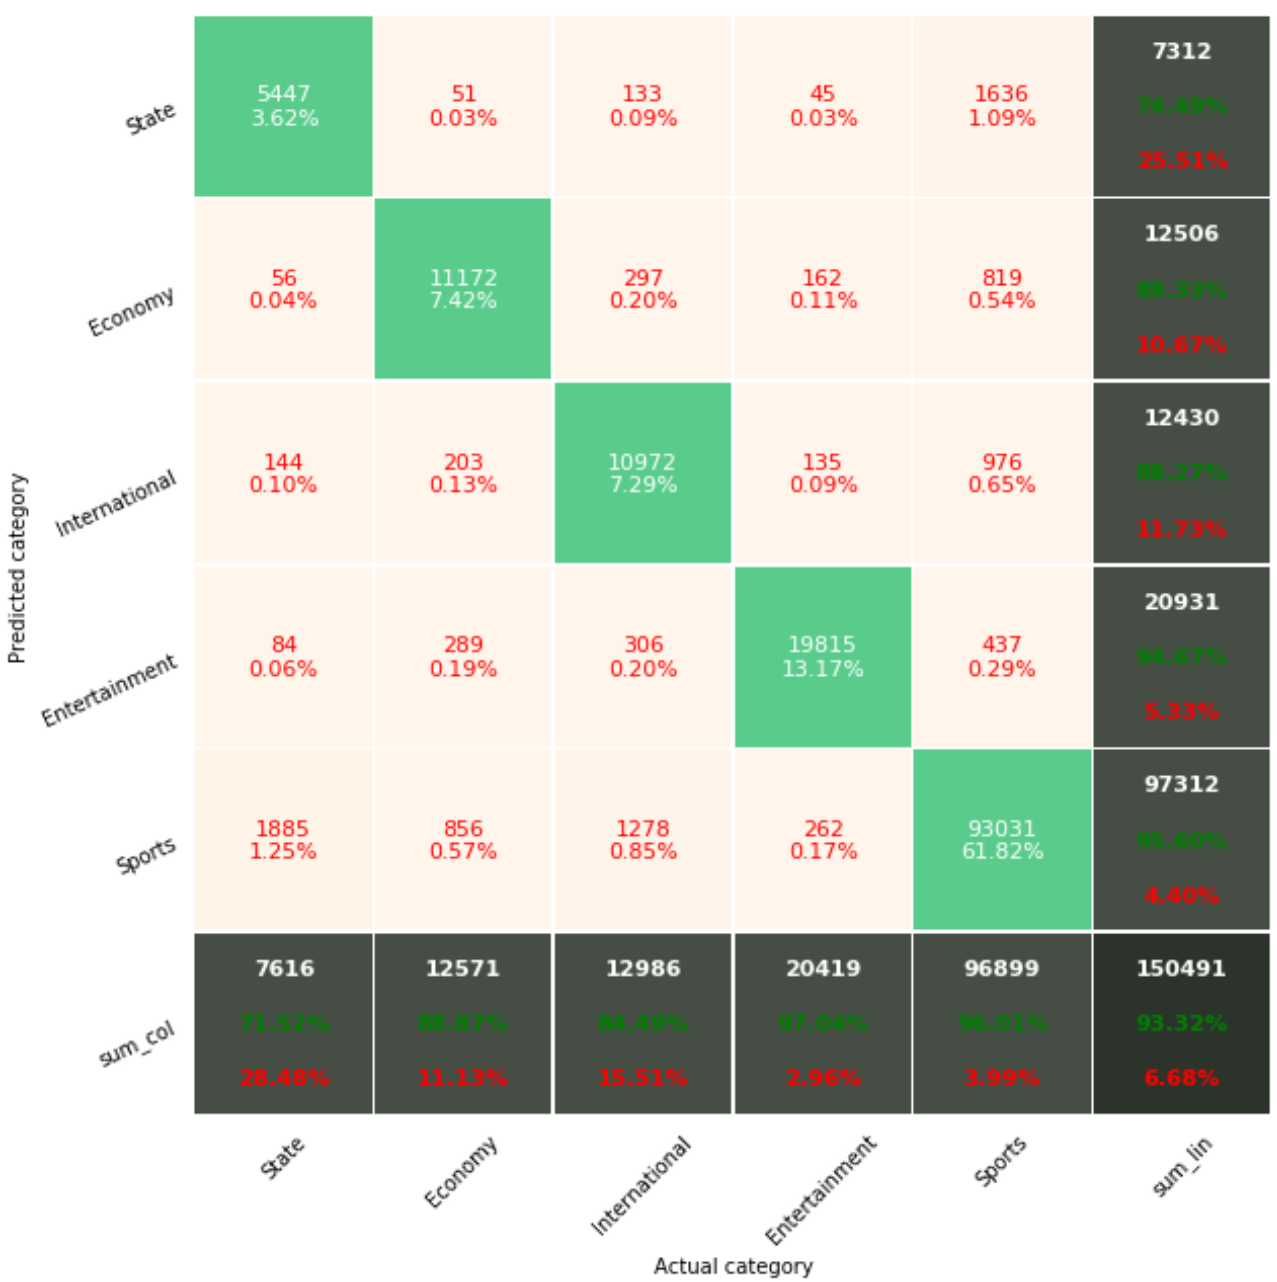 State
5447 51 133 45 1636 7312
3.62% 0.03% 0.09% 0.03% 1.09% 74.49%
25.51%
Economy
56 11172 297 162 819 12506
0.04% 7.42% 0.20% 0.11% 0.54% 89.33%
10.67%
International
144 203 10972 135 976 12430
0.10% 0.13% 7.29% 0.09% 0.65% 88.27%
11.73%
Entertainment
84 289 306 19815 437 20931
0.06% 0.19% 0.20% 13.17% 0.29% 94.67%
5.33%
Sports
1885 856 1278 262 93031 97312
1.25% 0.57% 0.85% 0.17% 61.82% 95.60%
4.40%
sum_col
7616 12571 12986 20419 96899 150491
71.52% 88.87% 84.49% 97.04% 96.01% 93.32%
28.48% 11.13% 15.51% 2.96% 3.99% 6.68%
State Economy International Entertainment Sports sum_lin
Predicted category
Actual category